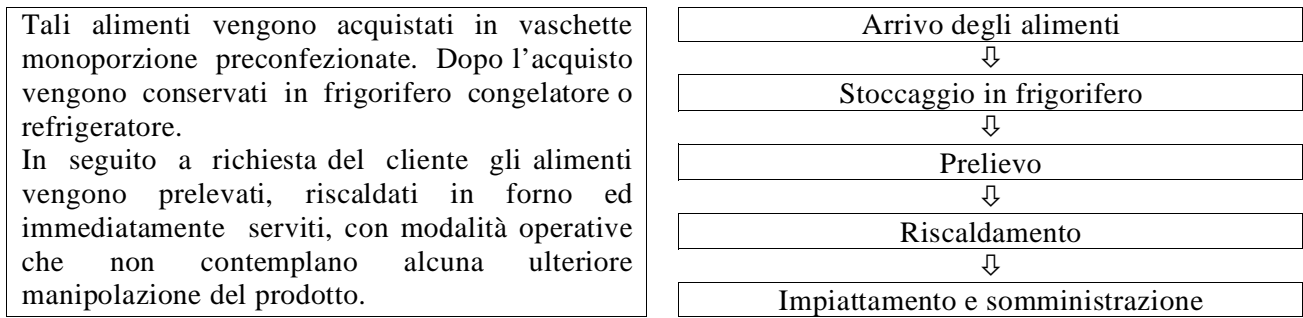 Tali alimenti vengono acquistati in vaschette
monoporzione preconfezionate. Dopo l'acquisto
vengono conservati in frigorifero congelatore o
refrigeratore.
In seguito a richiesta del cliente gli alimenti
vengono prelevati, riscaldati in forno ed
immediatamente serviti, con modalità operative
che non contemplano alcuna ulteriore
manipolazione del prodotto.
Arrivo degli alimenti
⇩
Stoccaggio in frigorifero
⇩
Prelievo
⇩
Riscaldamento
⇩
Impiattamento e somministrazione